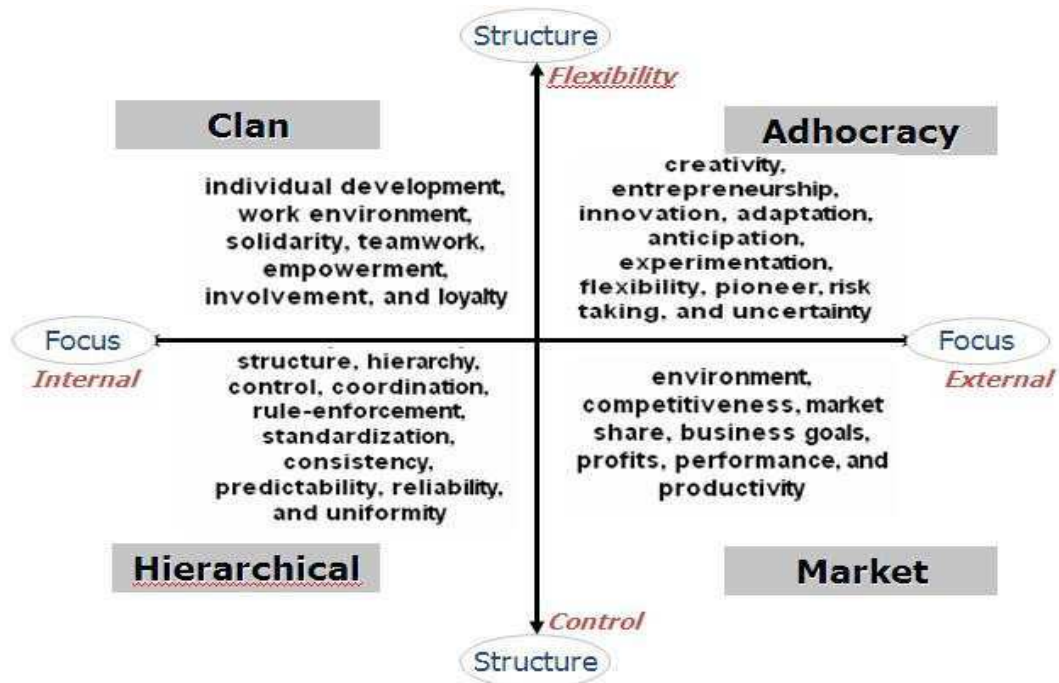 Structure
Flexibility
Clan
individual development,
work environment,
solidarity, teamwork,
empowerment,
involvement, and loyalty
Adhocracy
creativity,
entrepreneurship,
innovation, adaptation,
anticipation,
experimentation,
flexibility, pioneer, risk
taking, and uncertainty
Focus
Internal
Focus
External
structure, hierarchy,
control, coordination,
rule-enforcement,
standardization,
consistency,
predictability, reliability,
and uniformity
Hierarchical
environment,
competitiveness, market
share, business goals,
profits, performance, and
productivity
Market
Control
Structure